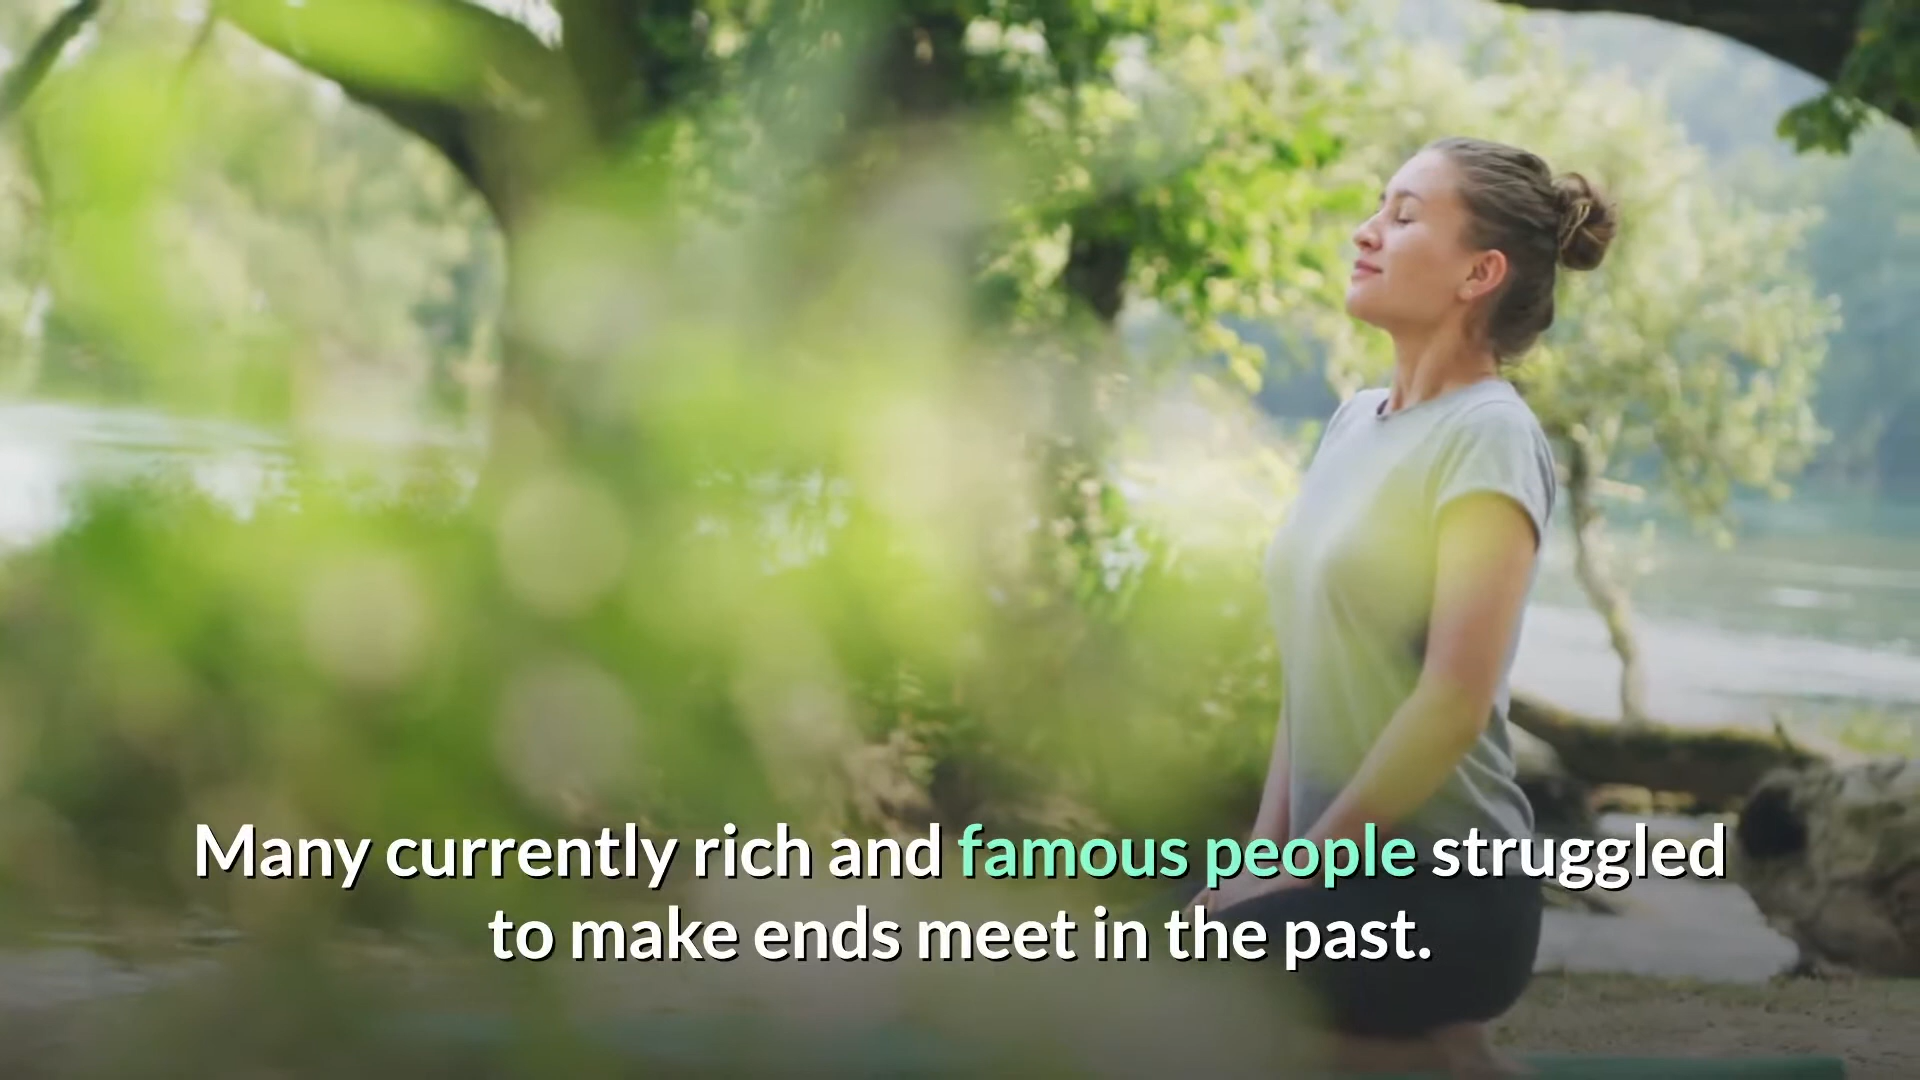 Many currently rich and famous people struggled
to make ends meet in the past.